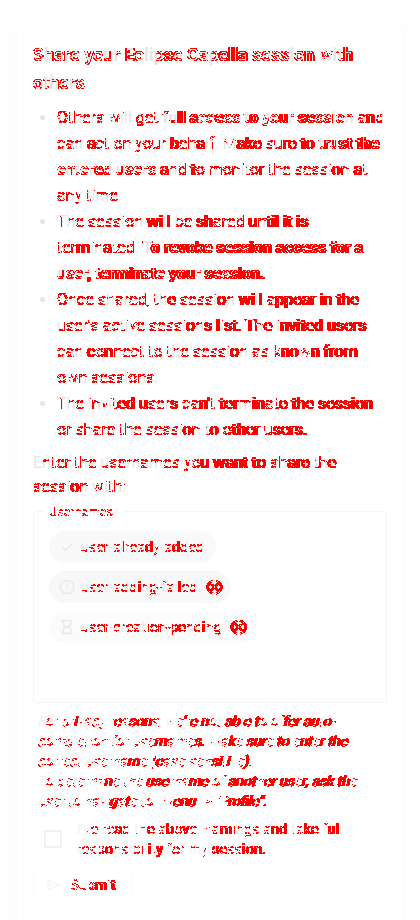 Share your Eclipse Capella session with
others
Others will get full access to your session and
can act on your behalf. Make sure to trust the
entered users and to monitor the session at
any time.
The session will be shared until it is
terminated. To revoke session access for a
user, terminate your session.
Once shared, the session will appear in the
user's active sessions list. The invited users
can connect to the session as known from
own sessions.
The invited users can't terminate the session
or share the session to other users.
Enter the usernames you want to share the
session with:
Usernames
user-already-added
user-adding-failed
user-creation-pending
For privacy reasons, we're not able to offer auto-
completion for usernames. Make sure to enter the
correct username (case-sensitive).
To determine the username of another user, ask the
user to navigate to "Menu" > "Profile".
I've read the above warnings and take full
responsibility for my session.
Submit